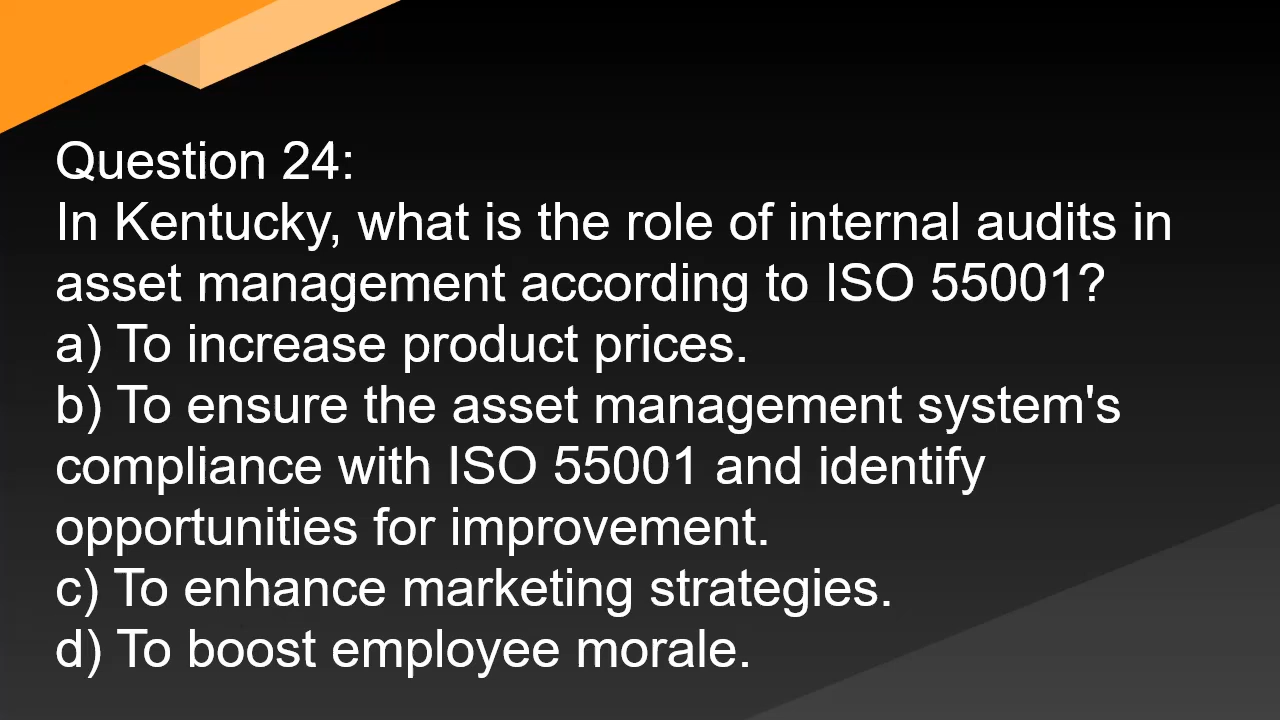 Question 24:
In Kentucky, what is the role of internal audits in
asset management according to ISO 55001?
a) To increase product prices.
b) To ensure the asset management system's
compliance with ISO 55001 and identify
opportunities for improvement.
c) To enhance marketing strategies.
d) To boost employee morale.